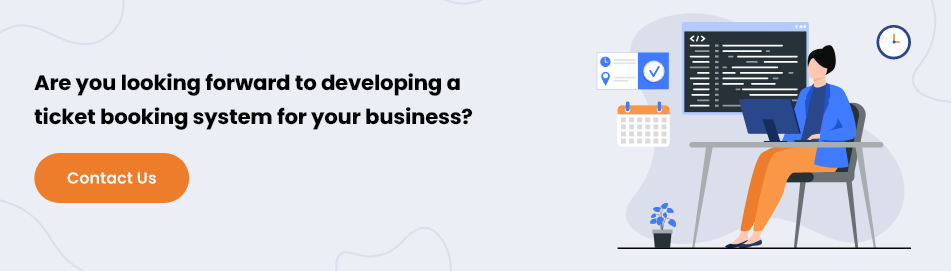 Are you looking forward to developing a
ticket booking system for your business?
Contact Us
</>